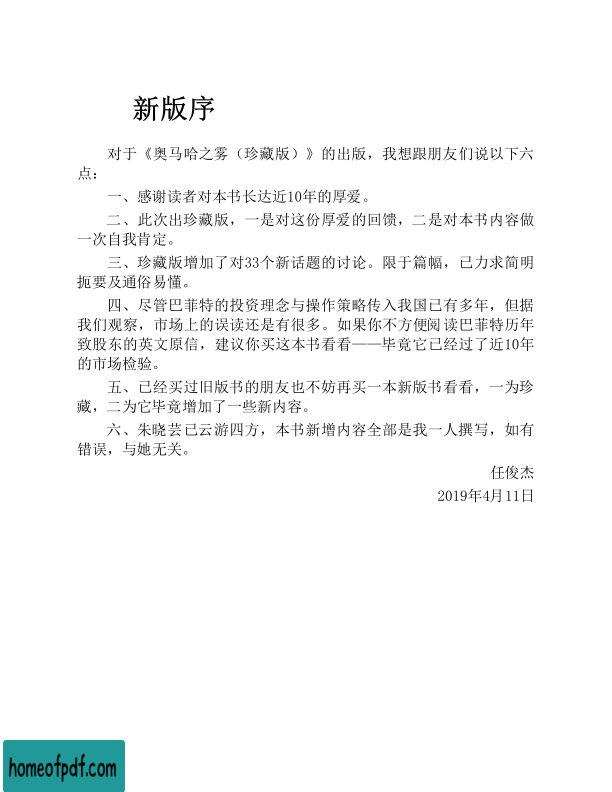 新版序
对于《奥马哈之雾（珍藏版）》的出版，我想跟朋友们说以下六
点：
一、感谢读者对本书长达近10年的厚爱。
二、此次出珍藏版，一是对这份厚爱的回馈，二是对本书内容做
一次自我肯定。
三、珍藏版增加了对33个新话题的讨论。限于篇幅，已力求简明
扼要及通俗易懂。
四、尽管巴菲特的投资理念与操作策略传入我国已有多年，但据
我们观察，市场上的误读还是有很多。如果你不方便阅读巴菲特历年
致股东的英文原信，建议你买这本书看看——毕竟它已经过了近10年
的市场检验。
五、已经买过旧版书的朋友也不妨再买一本新版书看看，一为珍
藏，二为它毕竟增加了一些新内容。
六、朱晓芸已云游四方，本书新增内容全部是我一人撰写，如有
错误，与她无关。
任俊杰
2019年4月11日
homeofpdf.com